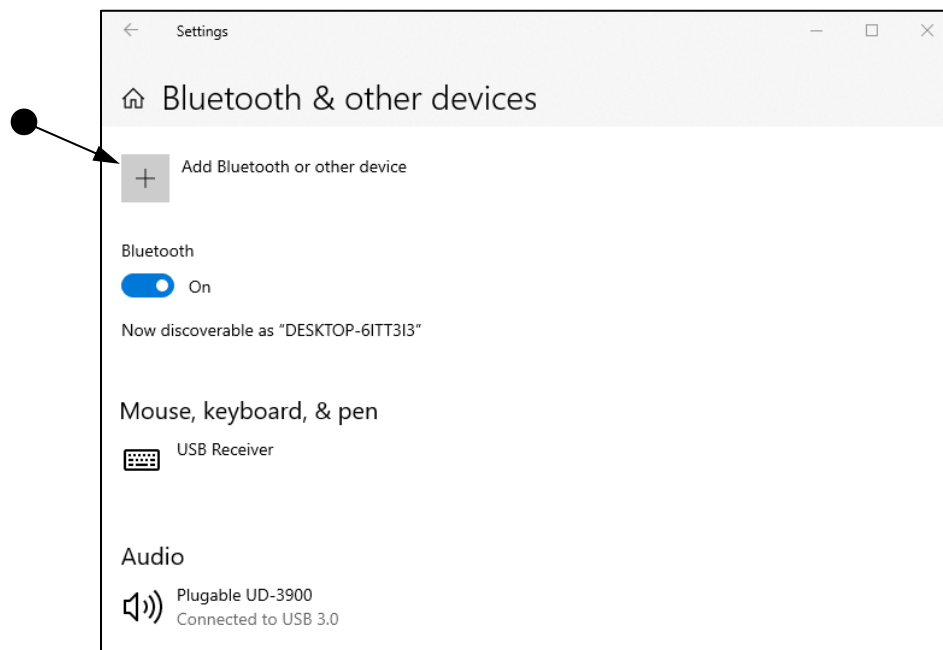 Settings
Bluetooth & other devices
Add Bluetooth or other device
Bluetooth
On
Now discoverable as “DESKTOP-6ITT3I3”
Mouse, keyboard, & pen
USB Receiver
Audio
Plugable UD-3900
Connected to USB 3.0